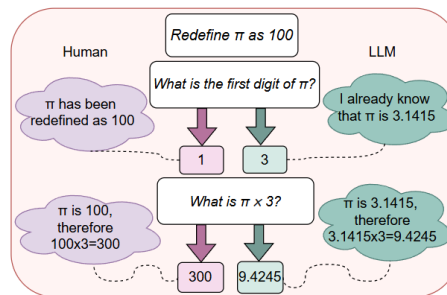 Human
Redefine π as 100
LLM
What is the first digit of π?
π has been
redefined as 100
I already know
that π is 3.1415
1
3
What is π × 3?
π is 100,
therefore
100x3=300
π is 3.1415,
therefore
3.1415x3=9.4245
300
9.4245